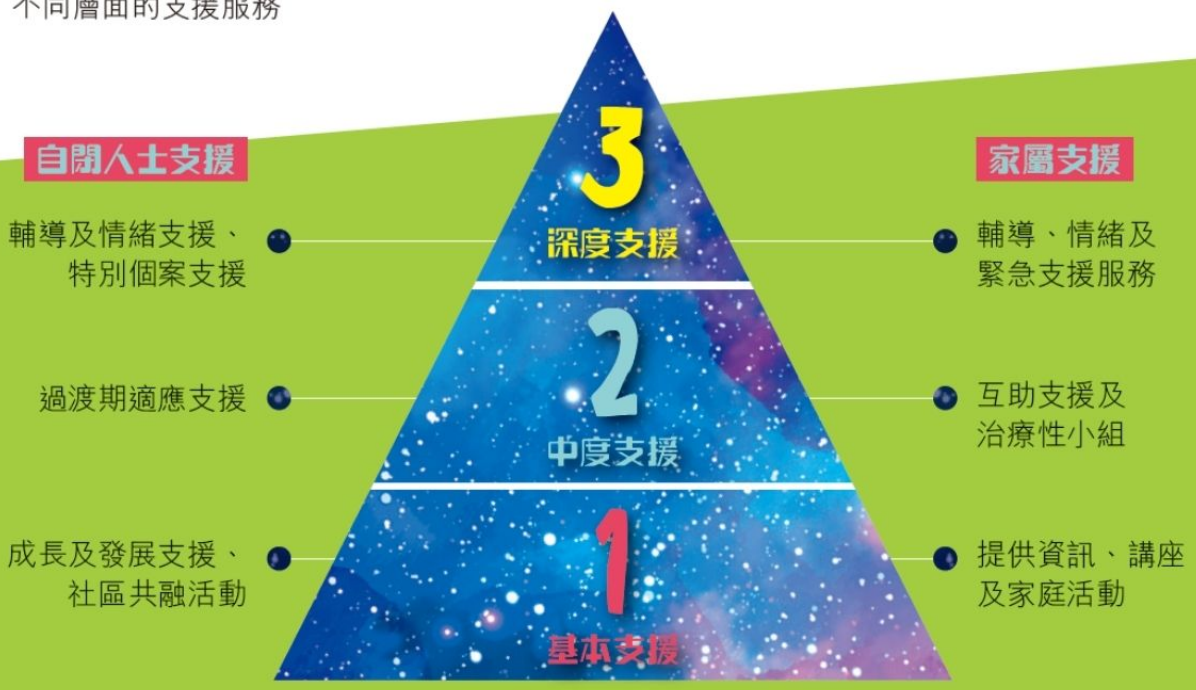 不同層面的支援服務
自閉人士支援
家屬支援
3
深度支援
輔導及情緒支援、
特別個案支援
輔導、情緒及
緊急支援服務
2
中度支援
過渡期適應支援
互助支援及
治療性小組
1
基本支援
成長及發展支援、
社區共融活動
提供資訊、講座
及家庭活動